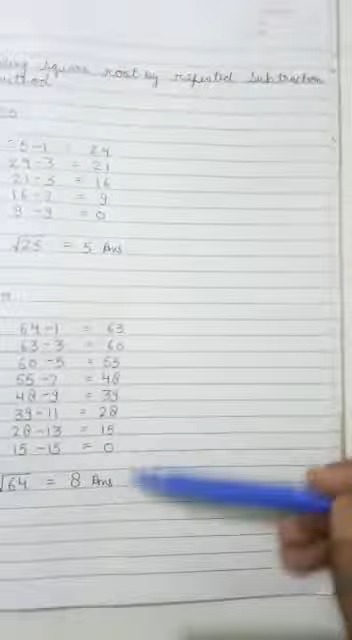 square root by repeated subtraction
method
5-1 = 24
24-3 = 21
21-5 = 16
16-7 = 9
9-9 = 0
√25 = 5 Ans
64-1 = 63
63-3 = 60
60-5 = 55
55-7 = 48
48-9 = 39
39-11 = 28
28-13 = 15
15-15 = 0
√64 = 8 Ans